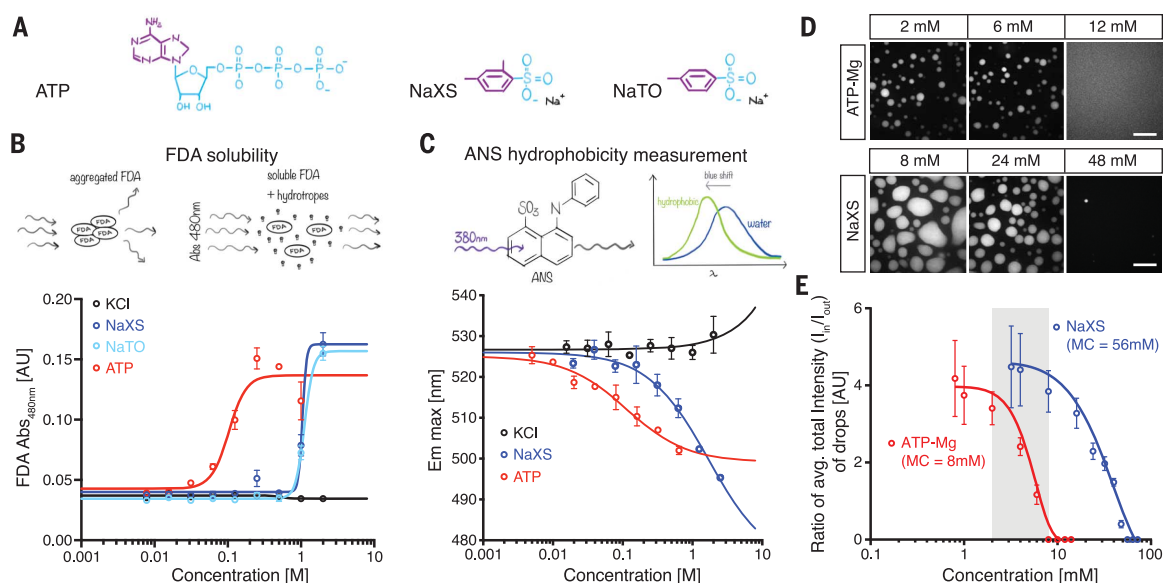 A
ATP
NH₂
N
N
N
N
O
OH OH
O
O
P
O
O
P
O
O
P
O⁻
O
O
O
NaXS
O
S
O
O⁻
Na⁺
NaTO
O
S
O
O⁻
Na⁺
B
FDA solubility
aggregated FDA
FDA
FDA
FDA
FDA
Abs 480nm
soluble FDA
+ hydrotropes
FDA
FDA
FDA
FDA Abs480nm [AU]
0.20
0.15
0.10
0.05
0.00
KCl
NaXS
NaTO
ATP
0.001
0.01
0.1
1
10
Concentration [M]
C
ANS hydrophobicity measurement
380nm
SO₃
N
ANS
blue shift
hydrophobic
water
λ
Em max [nm]
540
530
520
510
500
490
480
KCl
NaXS
ATP
0.001
0.01
0.1
1
10
Concentration [M]
D
2 mM
6 mM
12 mM
ATP-Mg
8 mM
24 mM
48 mM
NaXS
E
Ratio of avg. total Intensity (Iin/Iout)
of drops [AU]
6
4
2
0
NaXS
(MC = 56mM)
ATP-Mg
(MC = 8mM)
0.1
1
10
100
Concentration [mM]